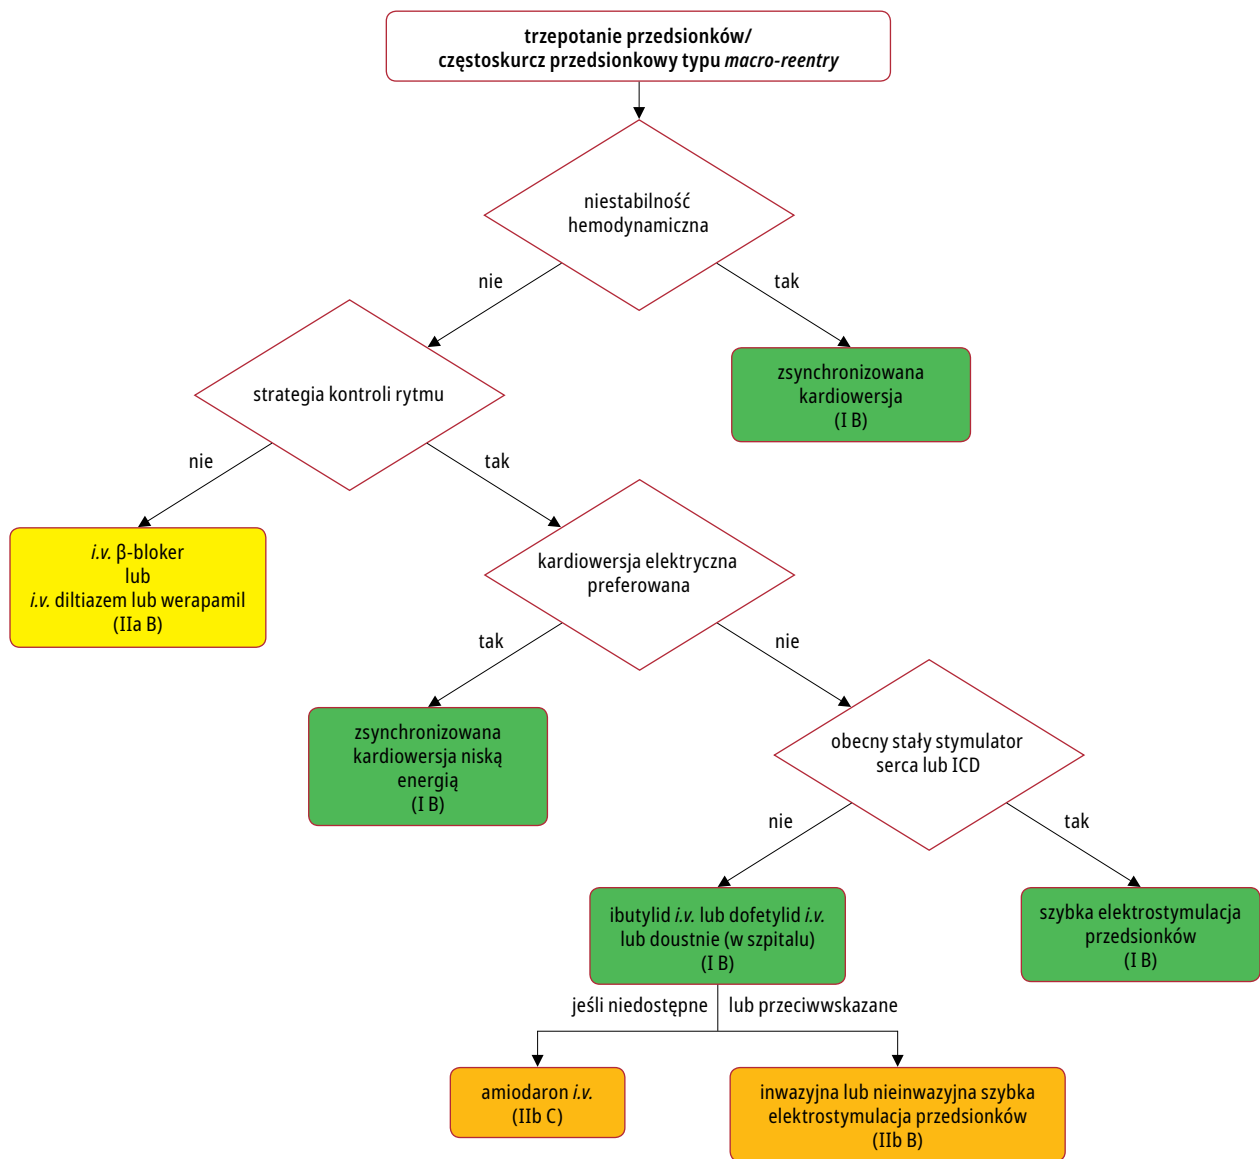 trzepotanie przedsionków/
częstoskurcz przedsionkowy typu macro-reentry
niestabilność
hemodynamiczna
nie
tak
strategia kontroli rytmu
zsynchronizowana
kardiowersja
(I B)
nie
tak
i.v. β-bloker
lub
i.v. diltiazem lub werapamil
(IIa B)
kardiowersja elektryczna
preferowana
tak
nie
zsynchronizowana
kardiowersja niską
energią
(I B)
obecny stały stymulator
serca lub ICD
nie
tak
ibutylid i.v. lub dofetylid i.v.
lub doustnie (w szpitalu)
(I B)
szybka elektrostymulacja
przedsionków
(I B)
jeśli niedostępne lub przeciwwskazane
amiodaron i.v.
(IIb C)
inwazyjna lub nieinwazyjna szybka
elektrostymulacja przedsionków
(IIb B)